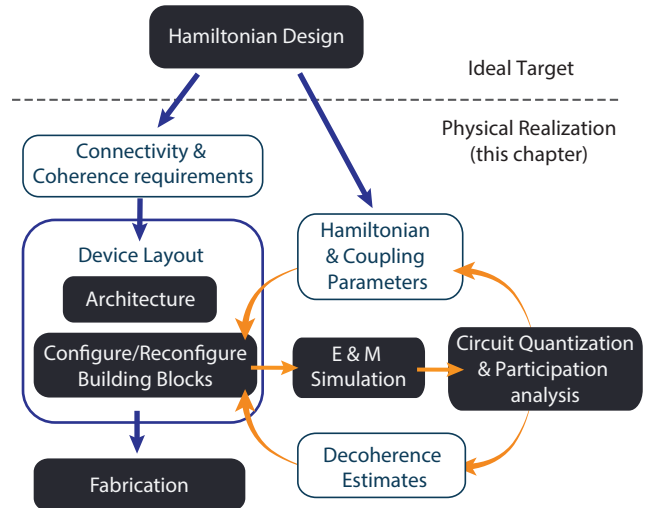 Hamiltonian Design
Ideal Target
Physical Realization
(this chapter)
Connectivity &
Coherence requirements
Device Layout
Architecture
Configure/Reconfigure
Building Blocks
Fabrication
Hamiltonian
& Coupling
Parameters
E & M
Simulation
Circuit Quantization
& Participation
analysis
Decoherence
Estimates